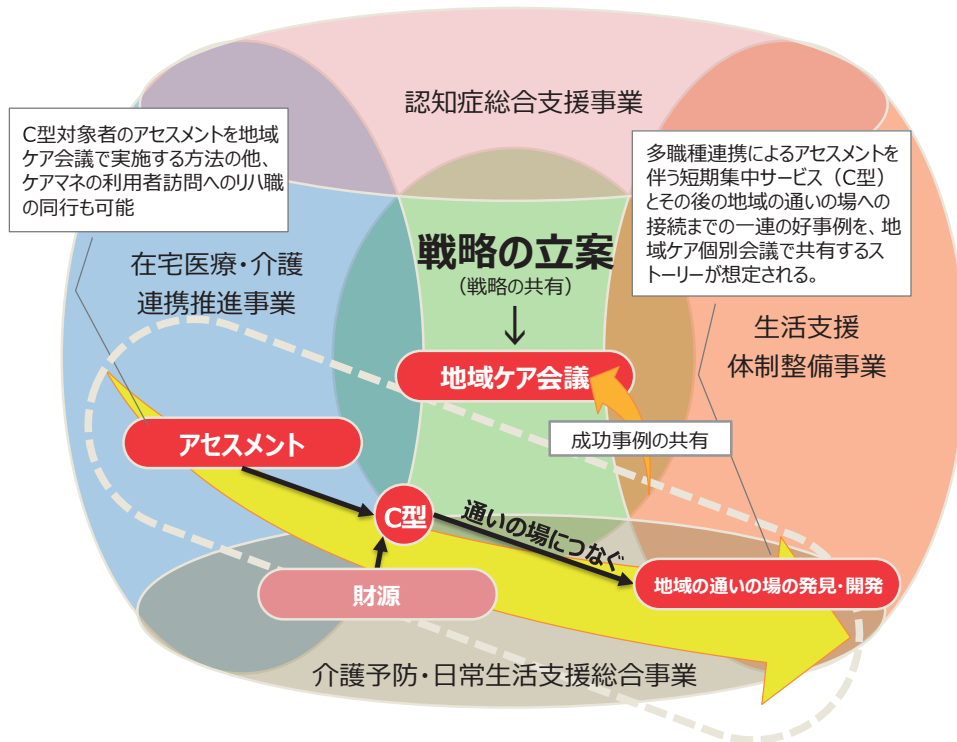 認知症総合支援事業
C型対象者のアセスメントを地域
ケア会議で実施する方法の他、
ケアマネの利用者訪問へのリハ職
の同行も可能
多職種連携によるアセスメントを
伴う短期集中サービス（C型）
とその後の地域の通いの場への
接続までの一連の好事例を、地
域ケア個別会議で共有するス
トーリーが想定される。
在宅医療・介護
連携推進事業
戦略の立案
（戦略の共有）
生活支援
体制整備事業
地域ケア会議
アセスメント
成功事例の共有
C型
通いの場につなぐ
財源
地域の通いの場の発見・開発
介護予防・日常生活支援総合事業